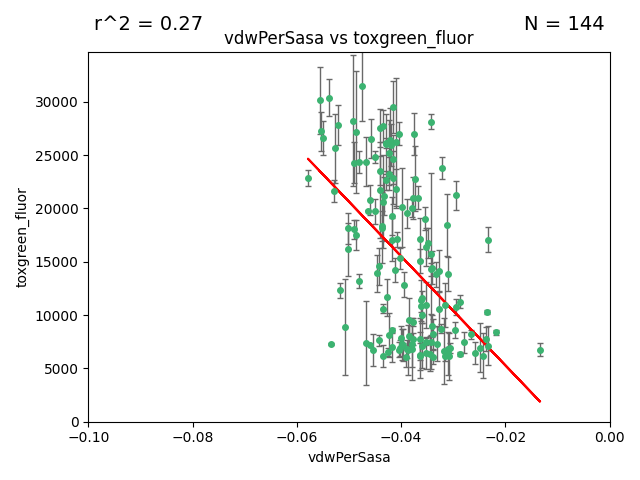 r^2 = 0.27
N = 144
vdwPerSasa vs toxgreen_fluor
toxgreen_fluor
30000
25000
20000
15000
10000
5000
0
−0.10
−0.08
−0.06
−0.04
−0.02
0.00
vdwPerSasa